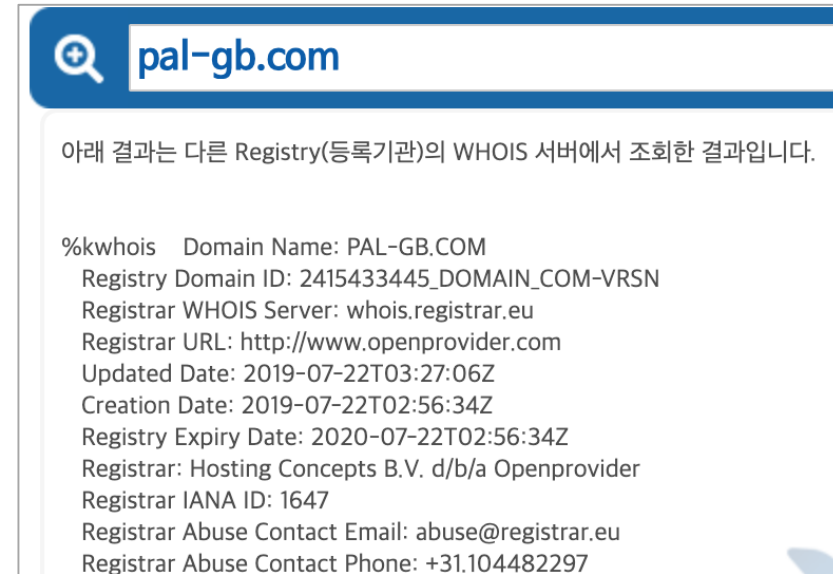 pal-gb.com
아래 결과는 다른 Registry(등록기관)의 WHOIS 서버에서 조회한 결과입니다.
%kwhois Domain Name: PAL-GB.COM
Registry Domain ID: 2415433445_DOMAIN_COM-VRSN
Registrar WHOIS Server: whois.registrar.eu
Registrar URL: http://www.openprovider.com
Updated Date: 2019-07-22T03:27:06Z
Creation Date: 2019-07-22T02:56:34Z
Registry Expiry Date: 2020-07-22T02:56:34Z
Registrar: Hosting Concepts B.V. d/b/a Openprovider
Registrar IANA ID: 1647
Registrar Abuse Contact Email: abuse@registrar.eu
Registrar Abuse Contact Phone: +31.104482297